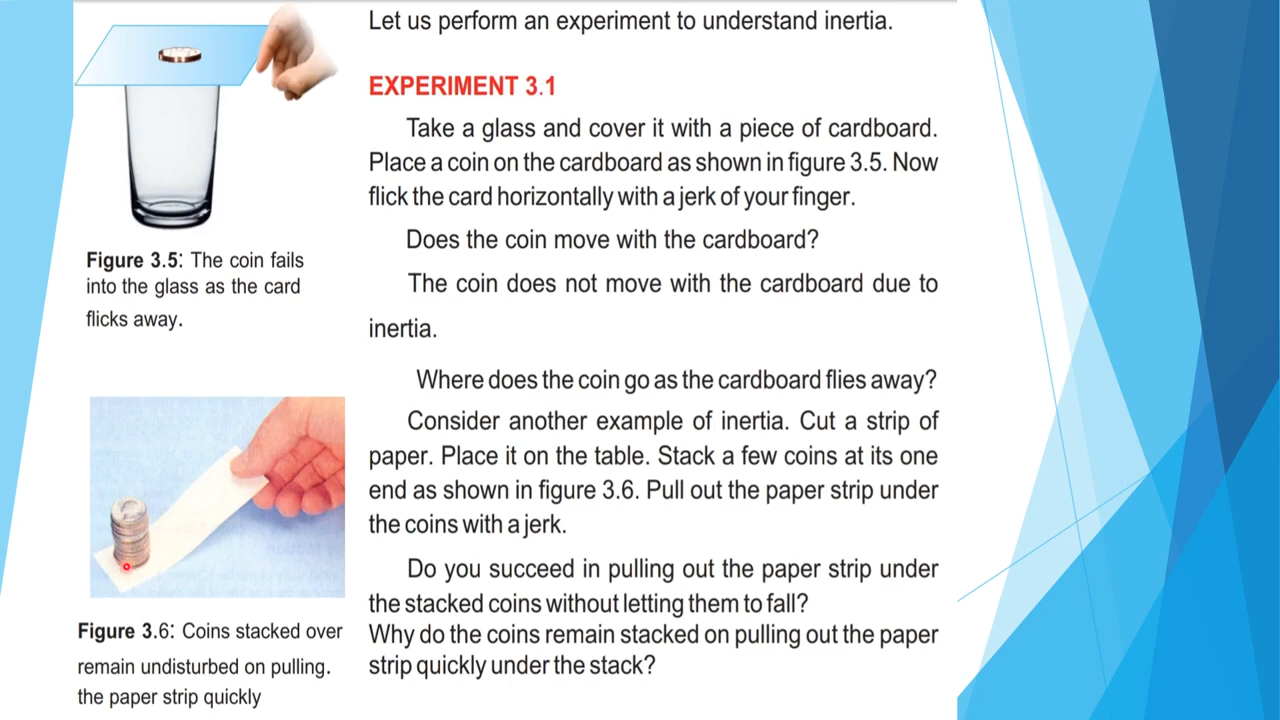 Let us perform an experiment to understand inertia.
EXPERIMENT 3.1
Take a glass and cover it with a piece of cardboard.
Place a coin on the cardboard as shown in figure 3.5. Now
flick the card horizontally with a jerk of your finger.
Does the coin move with the cardboard?
The coin does not move with the cardboard due to
inertia.
Where does the coin go as the cardboard flies away?
Consider another example of inertia. Cut a strip of
paper. Place it on the table. Stack a few coins at its one
end as shown in figure 3.6. Pull out the paper strip under
the coins with a jerk.
Do you succeed in pulling out the paper strip under
the stacked coins without letting them to fall?
Why do the coins remain stacked on pulling out the paper
strip quickly under the stack?
Figure 3.5: The coin fails
into the glass as the card
flicks away.
Figure 3.6: Coins stacked over
remain undisturbed on pulling.
the paper strip quickly